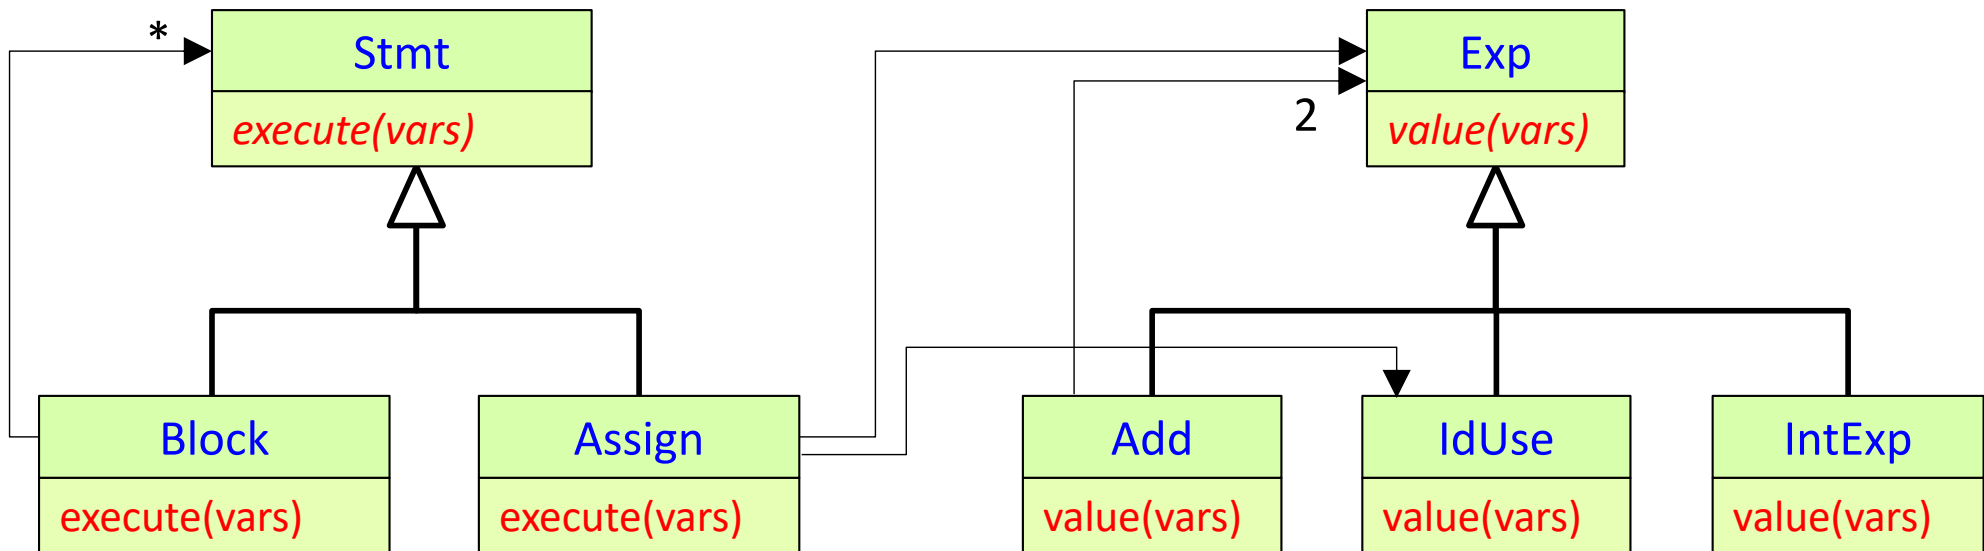 *
Stmt
execute(vars)
Exp
2
value(vars)
Block
execute(vars)
Assign
execute(vars)
Add
value(vars)
IdUse
value(vars)
IntExp
value(vars)